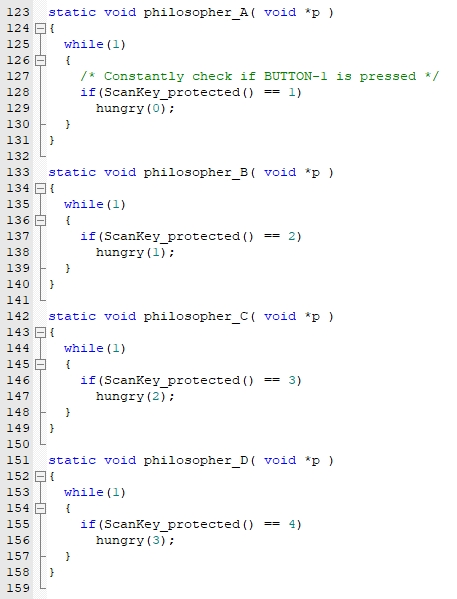 123 static void philosopher_A( void *p )
124 {
125   while(1)
126   {
127     /* Constantly check if BUTTON-1 is pressed */
128     if(ScanKey_protected() == 1)
129       hungry(0);
130   }
131 }
132
133 static void philosopher_B( void *p )
134 {
135   while(1)
136   {
137     if(ScanKey_protected() == 2)
138       hungry(1);
139   }
140 }
141
142 static void philosopher_C( void *p )
143 {
144   while(1)
145   {
146     if(ScanKey_protected() == 3)
147       hungry(2);
148   }
149 }
150
151 static void philosopher_D( void *p )
152 {
153   while(1)
154   {
155     if(ScanKey_protected() == 4)
156       hungry(3);
157   }
158 }
159